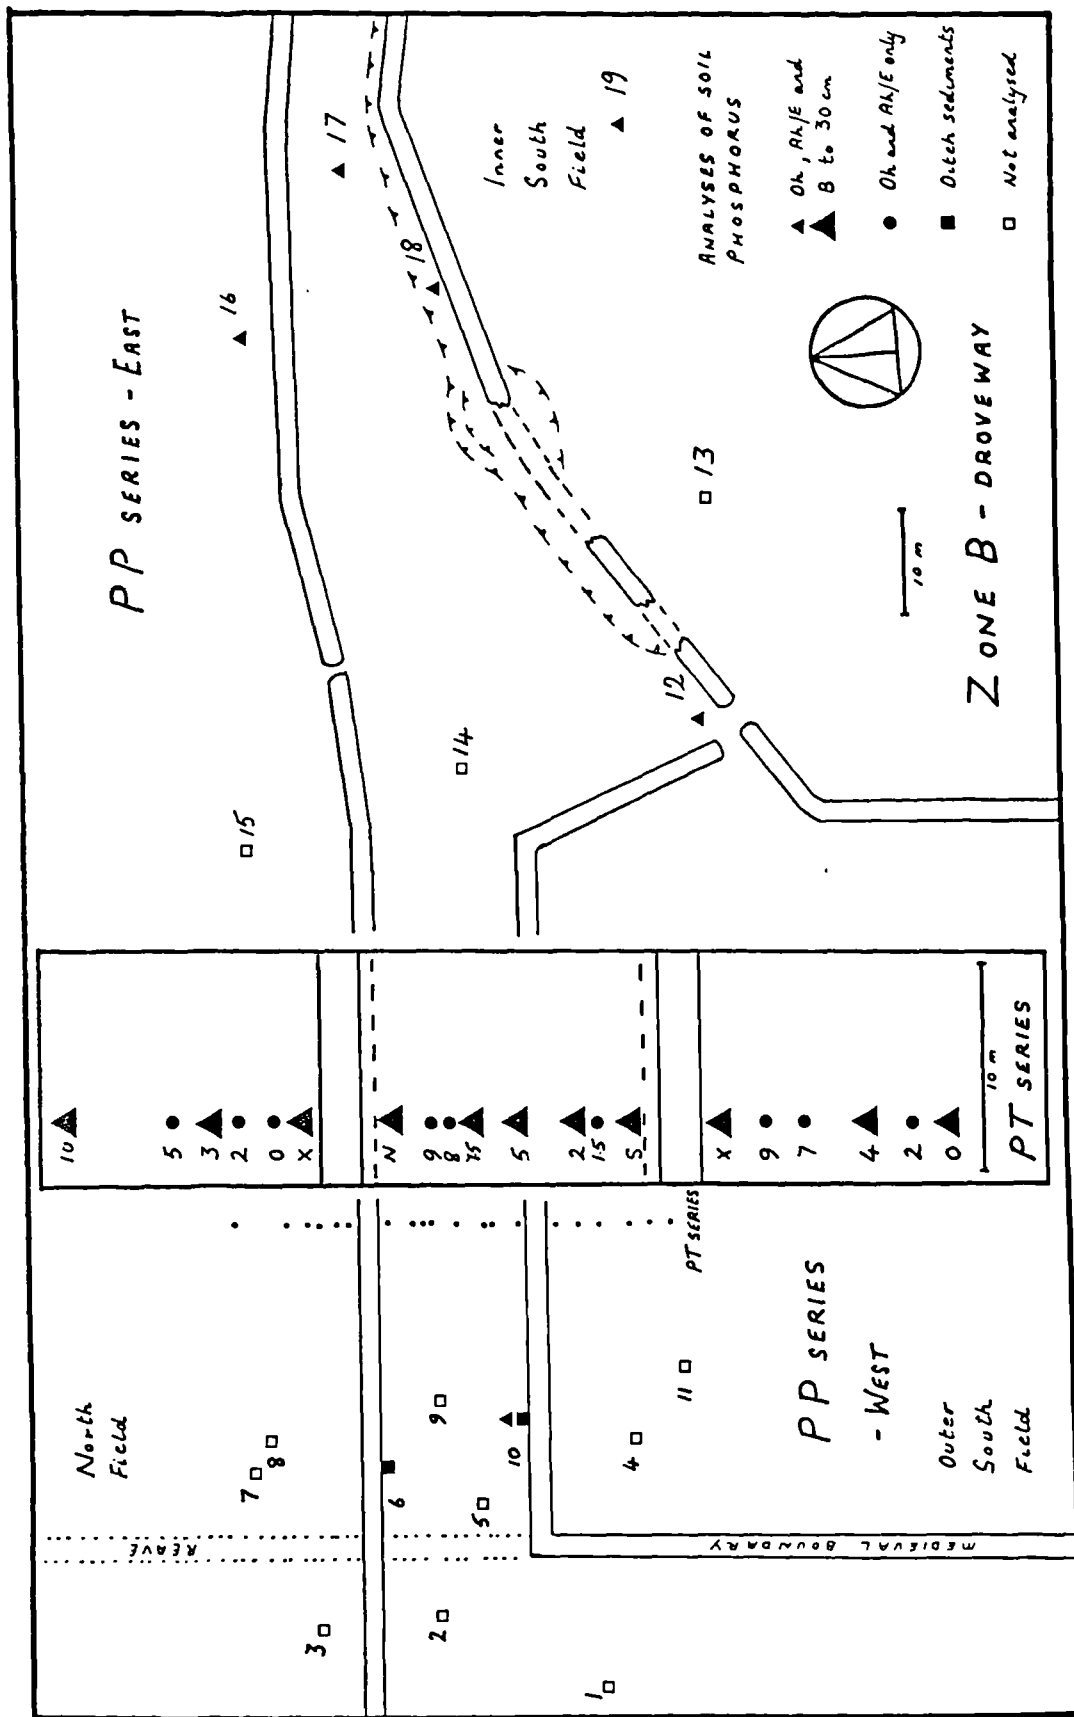 PP SERIES - EAST
16
17
18
15
14
Inner
South
Field
19
12
13
ANALYSES OF SOIL
PHOSPHORUS
Oh, Ah/E and
B to 30 cm
Oh and Ah/E only
Ditch sediments
Not analysed
10 m
ZONE B - DROVEWAY
10
5
3
2
0
X
N
9
8
7.5
5
2
1.5
S
X
9
7
4
2
0
10 m
PT SERIES
North
Field
7
8
6
9
5
10
4
11
PT SERIES
PP SERIES
- WEST
Outer
South
Field
REAVE
MEDIEVAL BOUNDARY
3
2
1